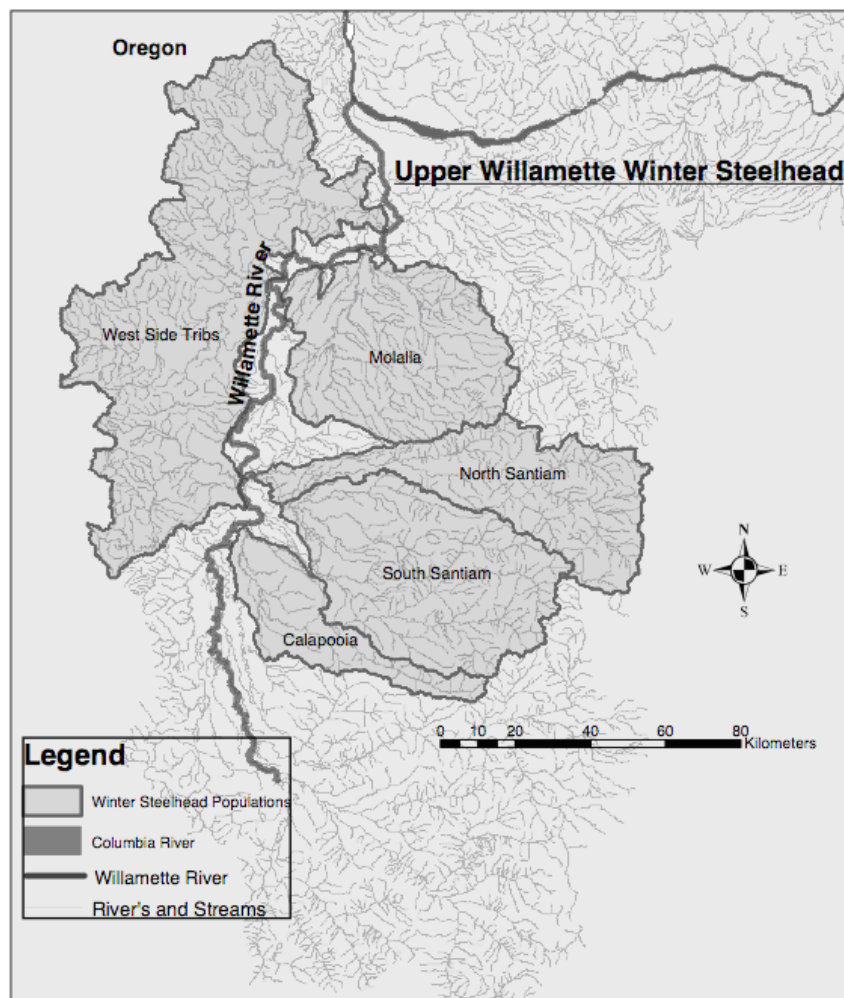 Oregon
Upper Willamette Winter Steelhead
Willamette River
West Side Tribs
Molalla
North Santiam
N
W E
S
South Santiam
Calapooia
0 10 20 40 60 80
Kilometers
Legend
Winter Steelhead Populations
Columbia River
Willamette River
River's and Streams